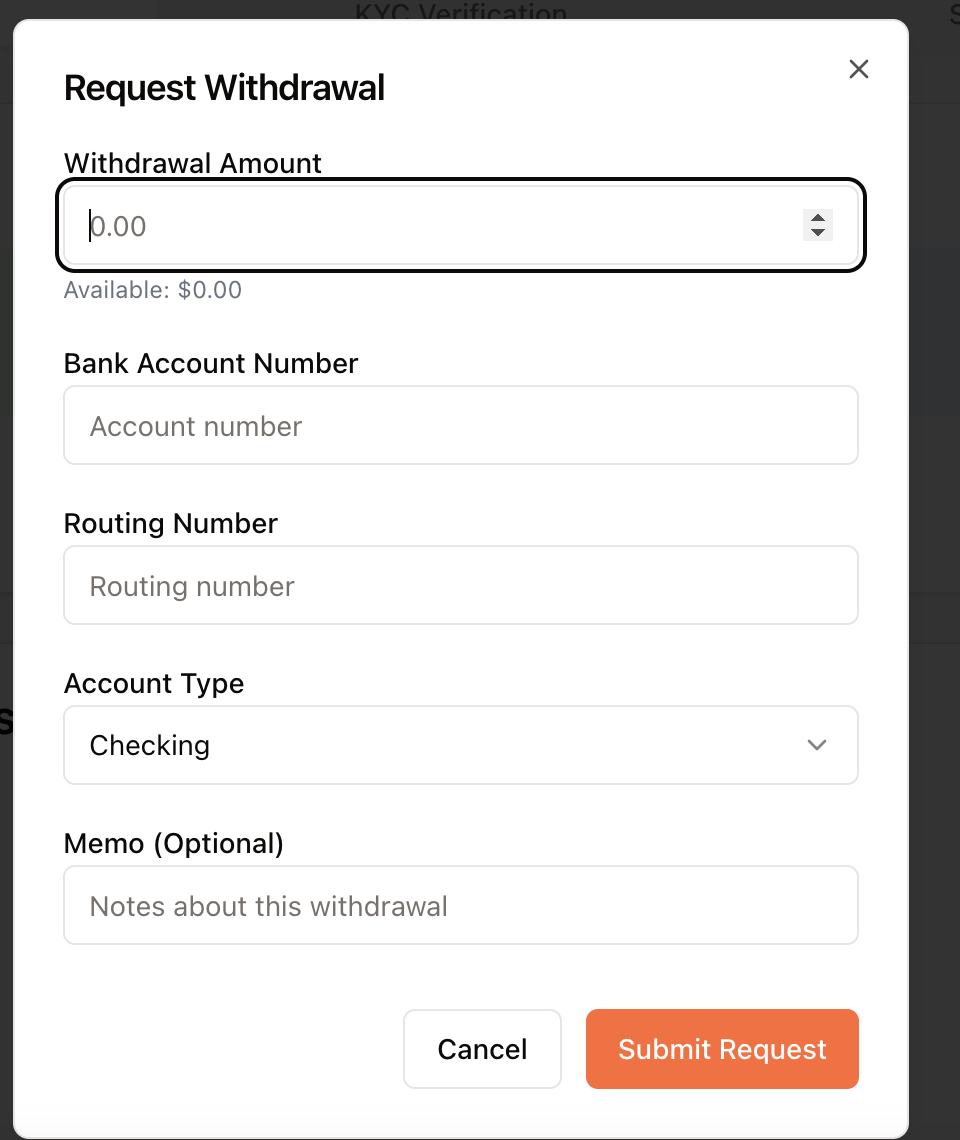 KYC Verification
Request Withdrawal
Withdrawal Amount
0.00
Available: $0.00
Bank Account Number
Account number
Routing Number
Routing number
Account Type
Checking
Memo (Optional)
Notes about this withdrawal
Cancel
Submit Request